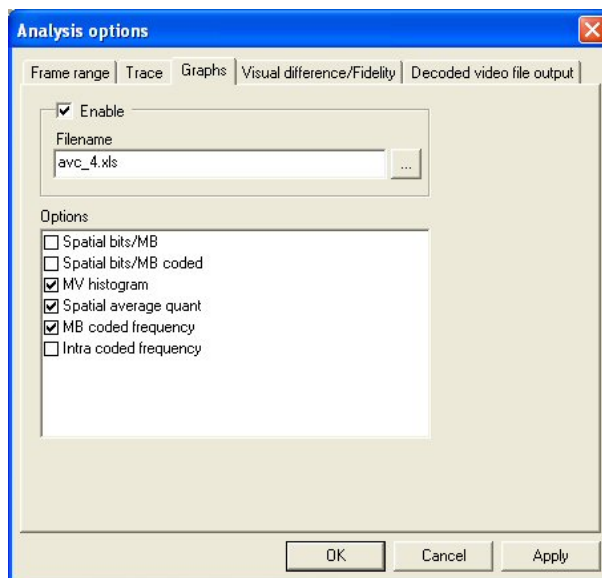 Analysis options
Frame range Trace Graphs Visual difference/Fidelity Decoded video file output
Enable
Filename
avc_4.xls ...
Options
Spatial bits/MB
Spatial bits/MB coded
MV histogram
Spatial average quant
MB coded frequency
Intra coded frequency
OK Cancel Apply